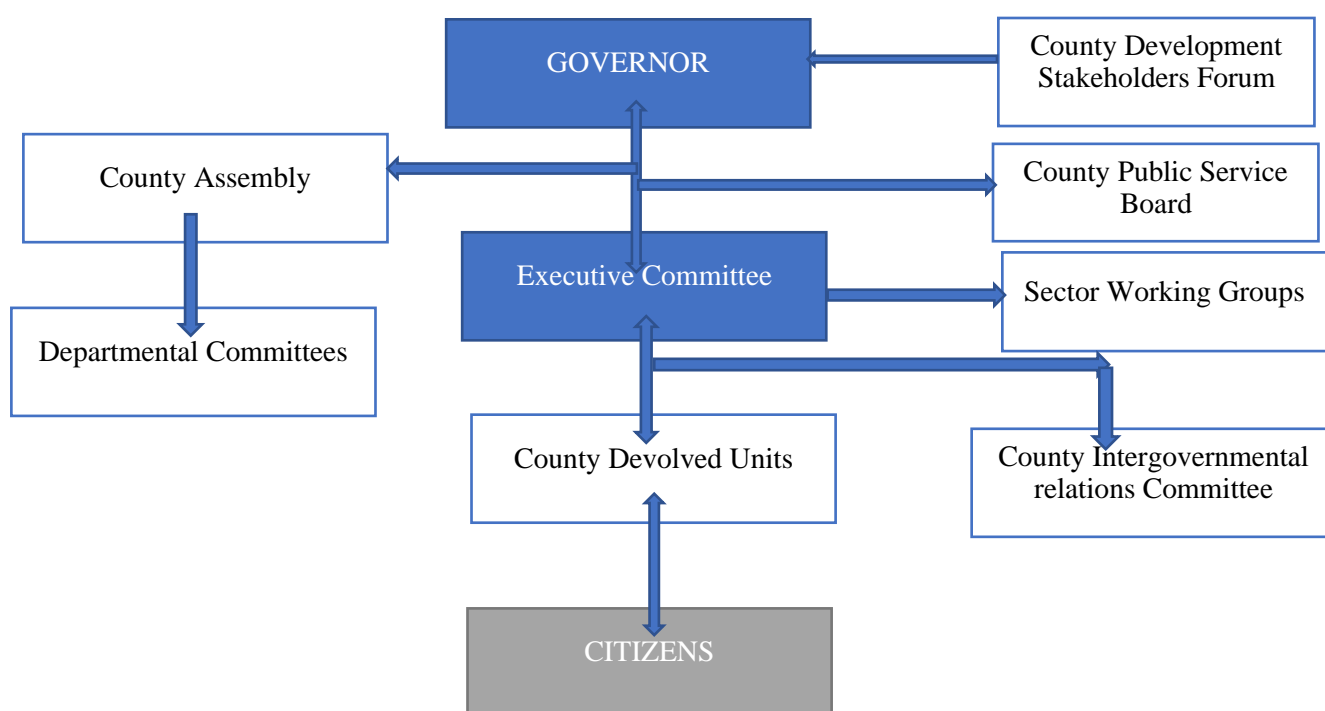 GOVERNOR
County Development
Stakeholders Forum
County Assembly
County Public Service
Board
Executive Committee
Sector Working Groups
Departmental Committees
County Devolved Units
County Intergovernmental
relations Committee
CITIZENS